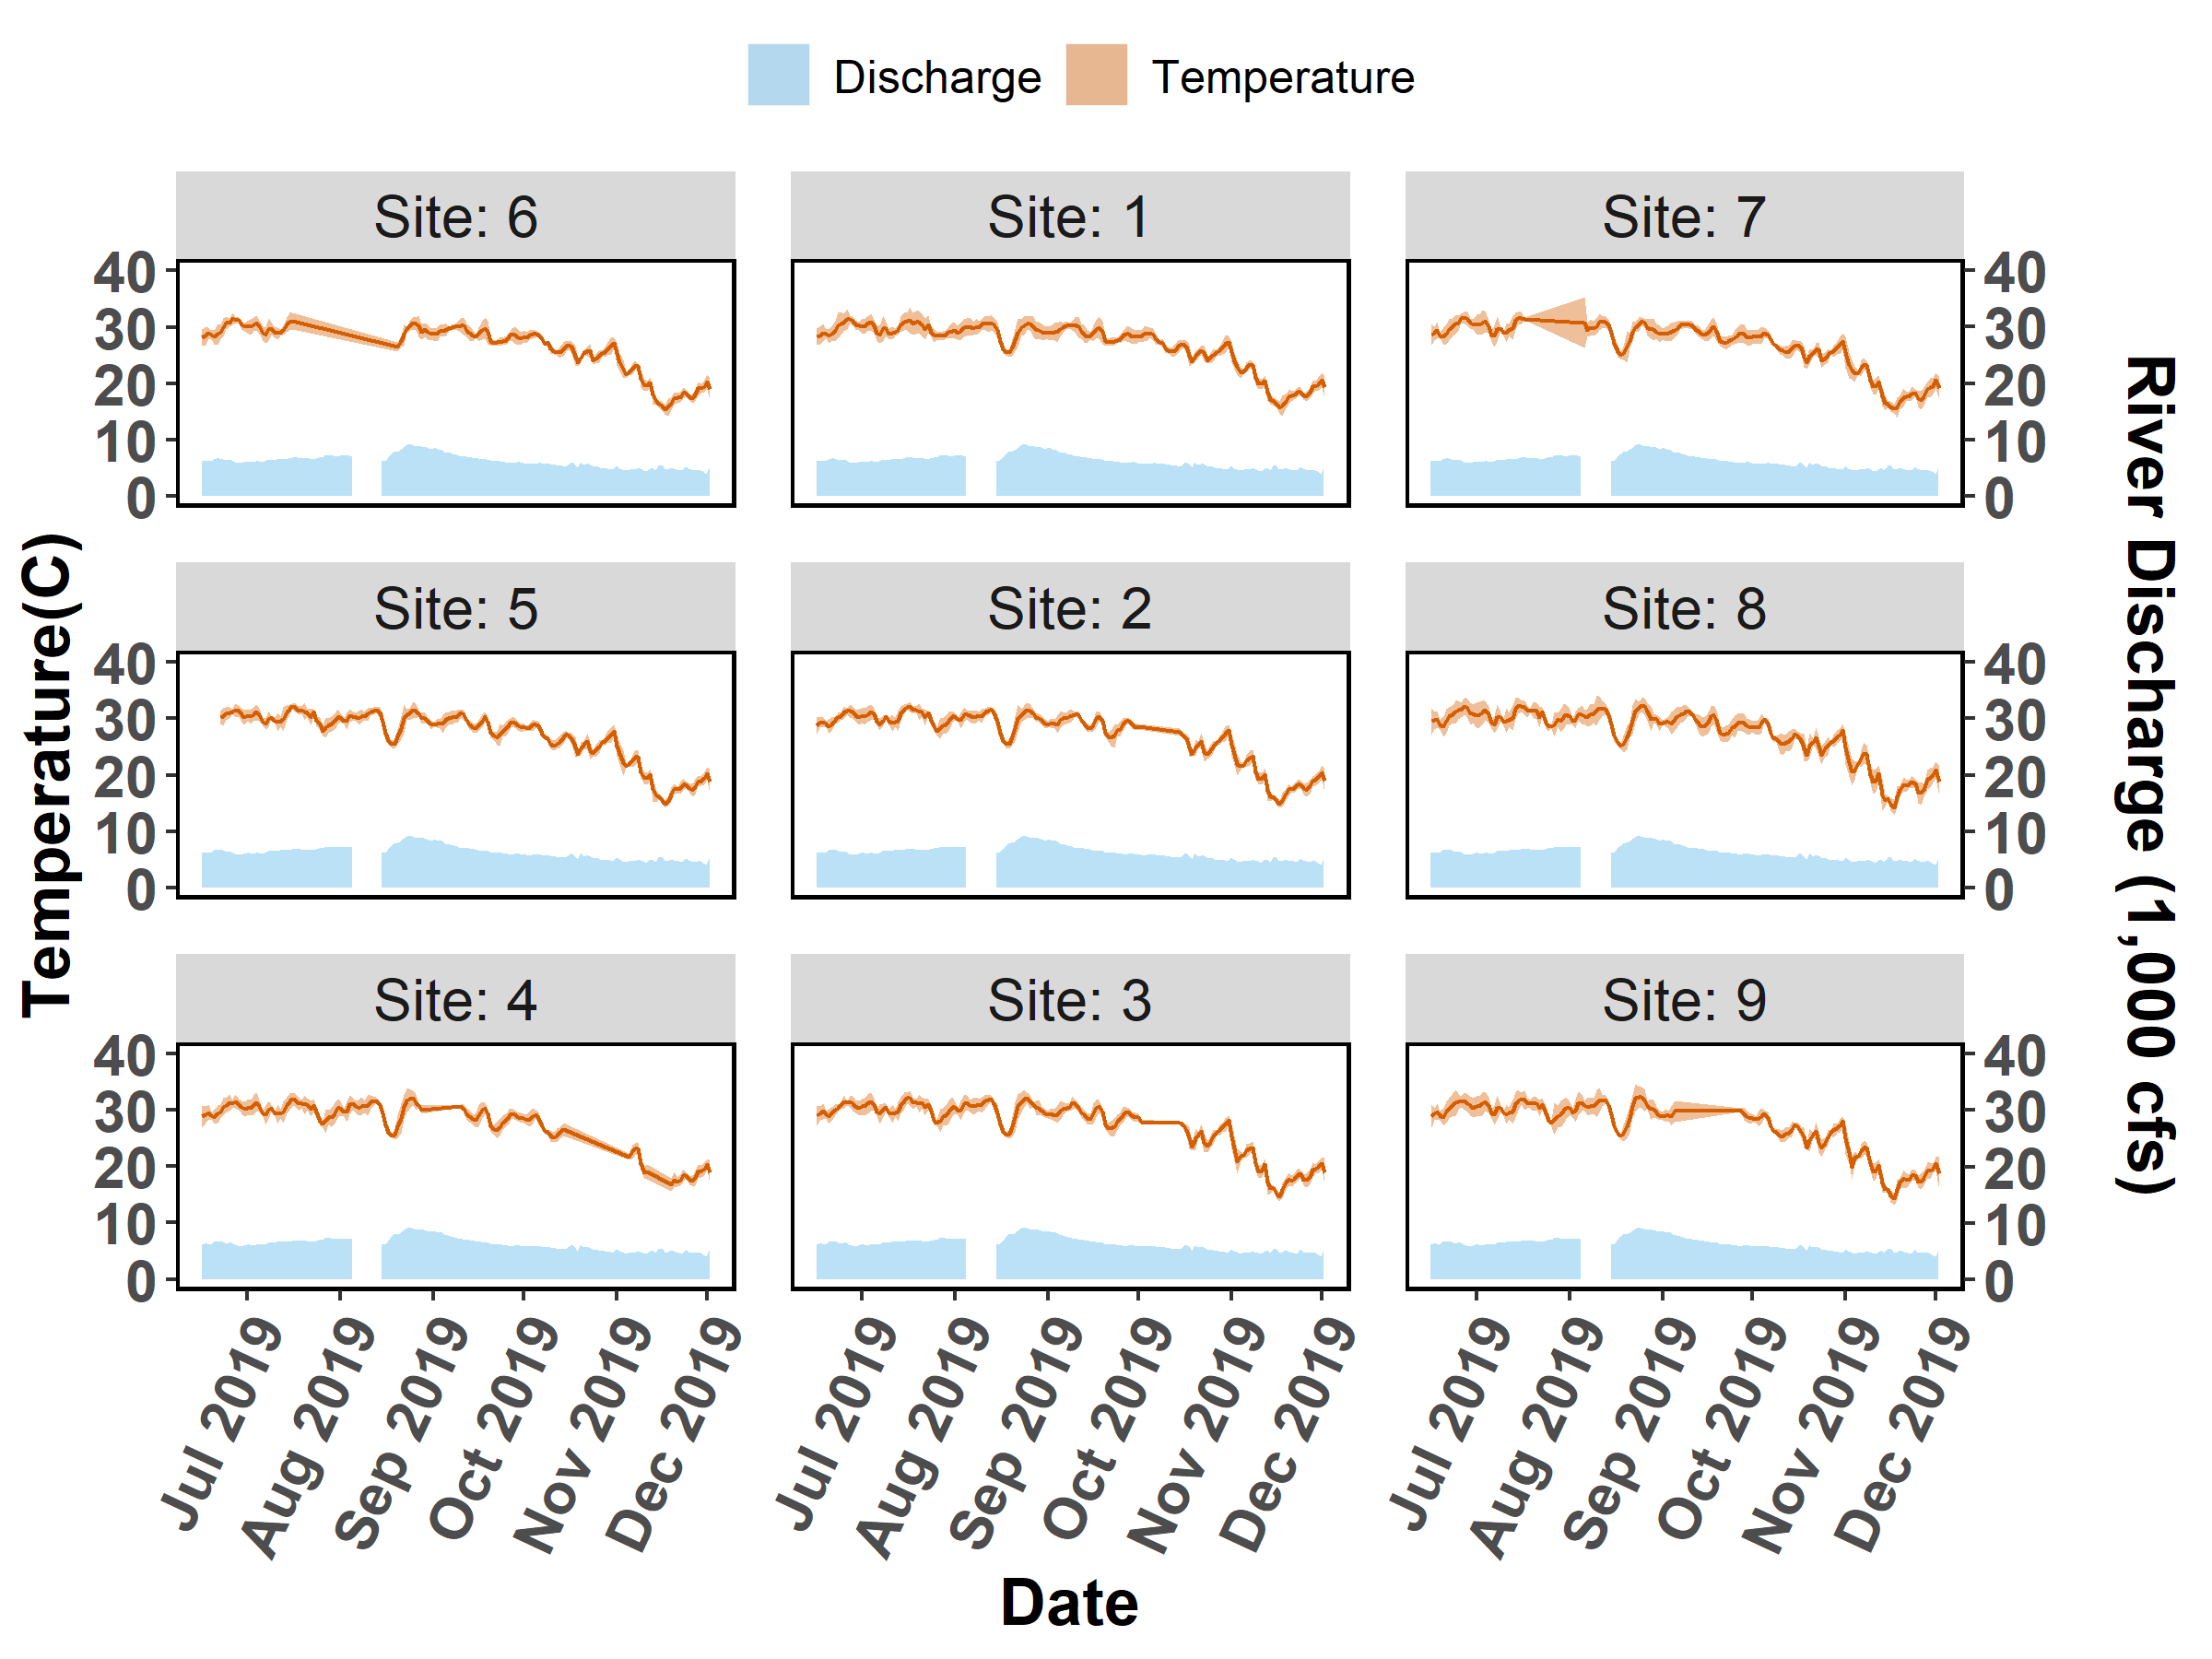 Discharge Temperature
Site: 6 Site: 1 Site: 7
40 40
30 30
20 20
10 10
0 0
Site: 5 Site: 2 Site: 8
40 40
30 30
20 20
10 10
0 0
Site: 4 Site: 3 Site: 9
40 40
30 30
20 20
10 10
0 0
Temperature(C)
River Discharge (1,000 cfs)
Jul 2019 Aug 2019 Sep 2019 Oct 2019 Nov 2019 Dec 2019 Jul 2019 Aug 2019 Sep 2019 Oct 2019 Nov 2019 Dec 2019 Jul 2019 Aug 2019 Sep 2019 Oct 2019 Nov 2019 Dec 2019
Date